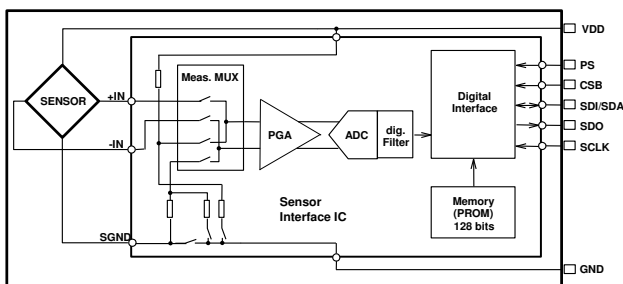 VDD
Meas. MUX
PS
SENSOR
+IN
Digital
Interface
CSB
SDI/SDA
-IN
PGA
ADC
dig.
Filter
SDO
SCLK
Sensor
Interface IC
Memory
(PROM)
128 bits
SGND
GND